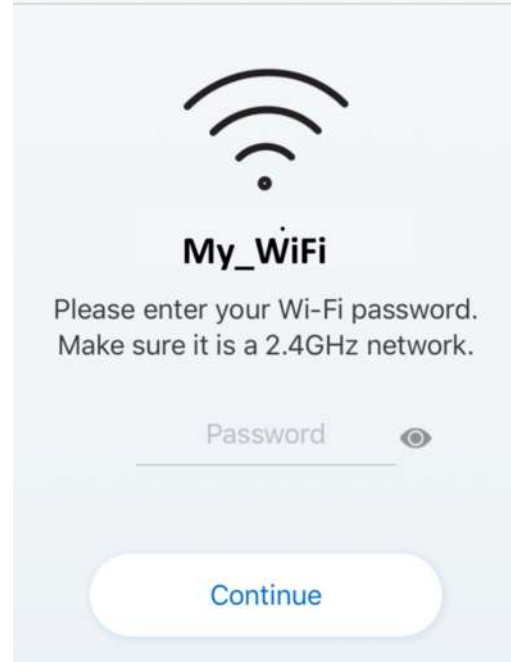 My_WiFi
Please enter your Wi-Fi password.
Make sure it is a 2.4GHz network.
Password
Continue